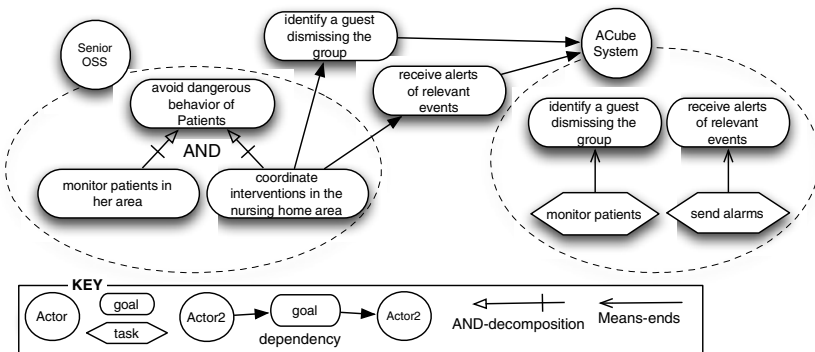 Senior
OSS
identify a guest
dismissing the
group
ACube
System
receive alerts
of relevant
events
avoid dangerous
behavior of
Patients
AND
monitor patients in
her area
coordinate
interventions in the
nursing home area
identify a guest
dismissing the
group
receive alerts
of relevant
events
monitor patients
send alarms
KEY
Actor
goal
task
Actor2
goal
dependency
Actor2
AND-decomposition
Means-ends